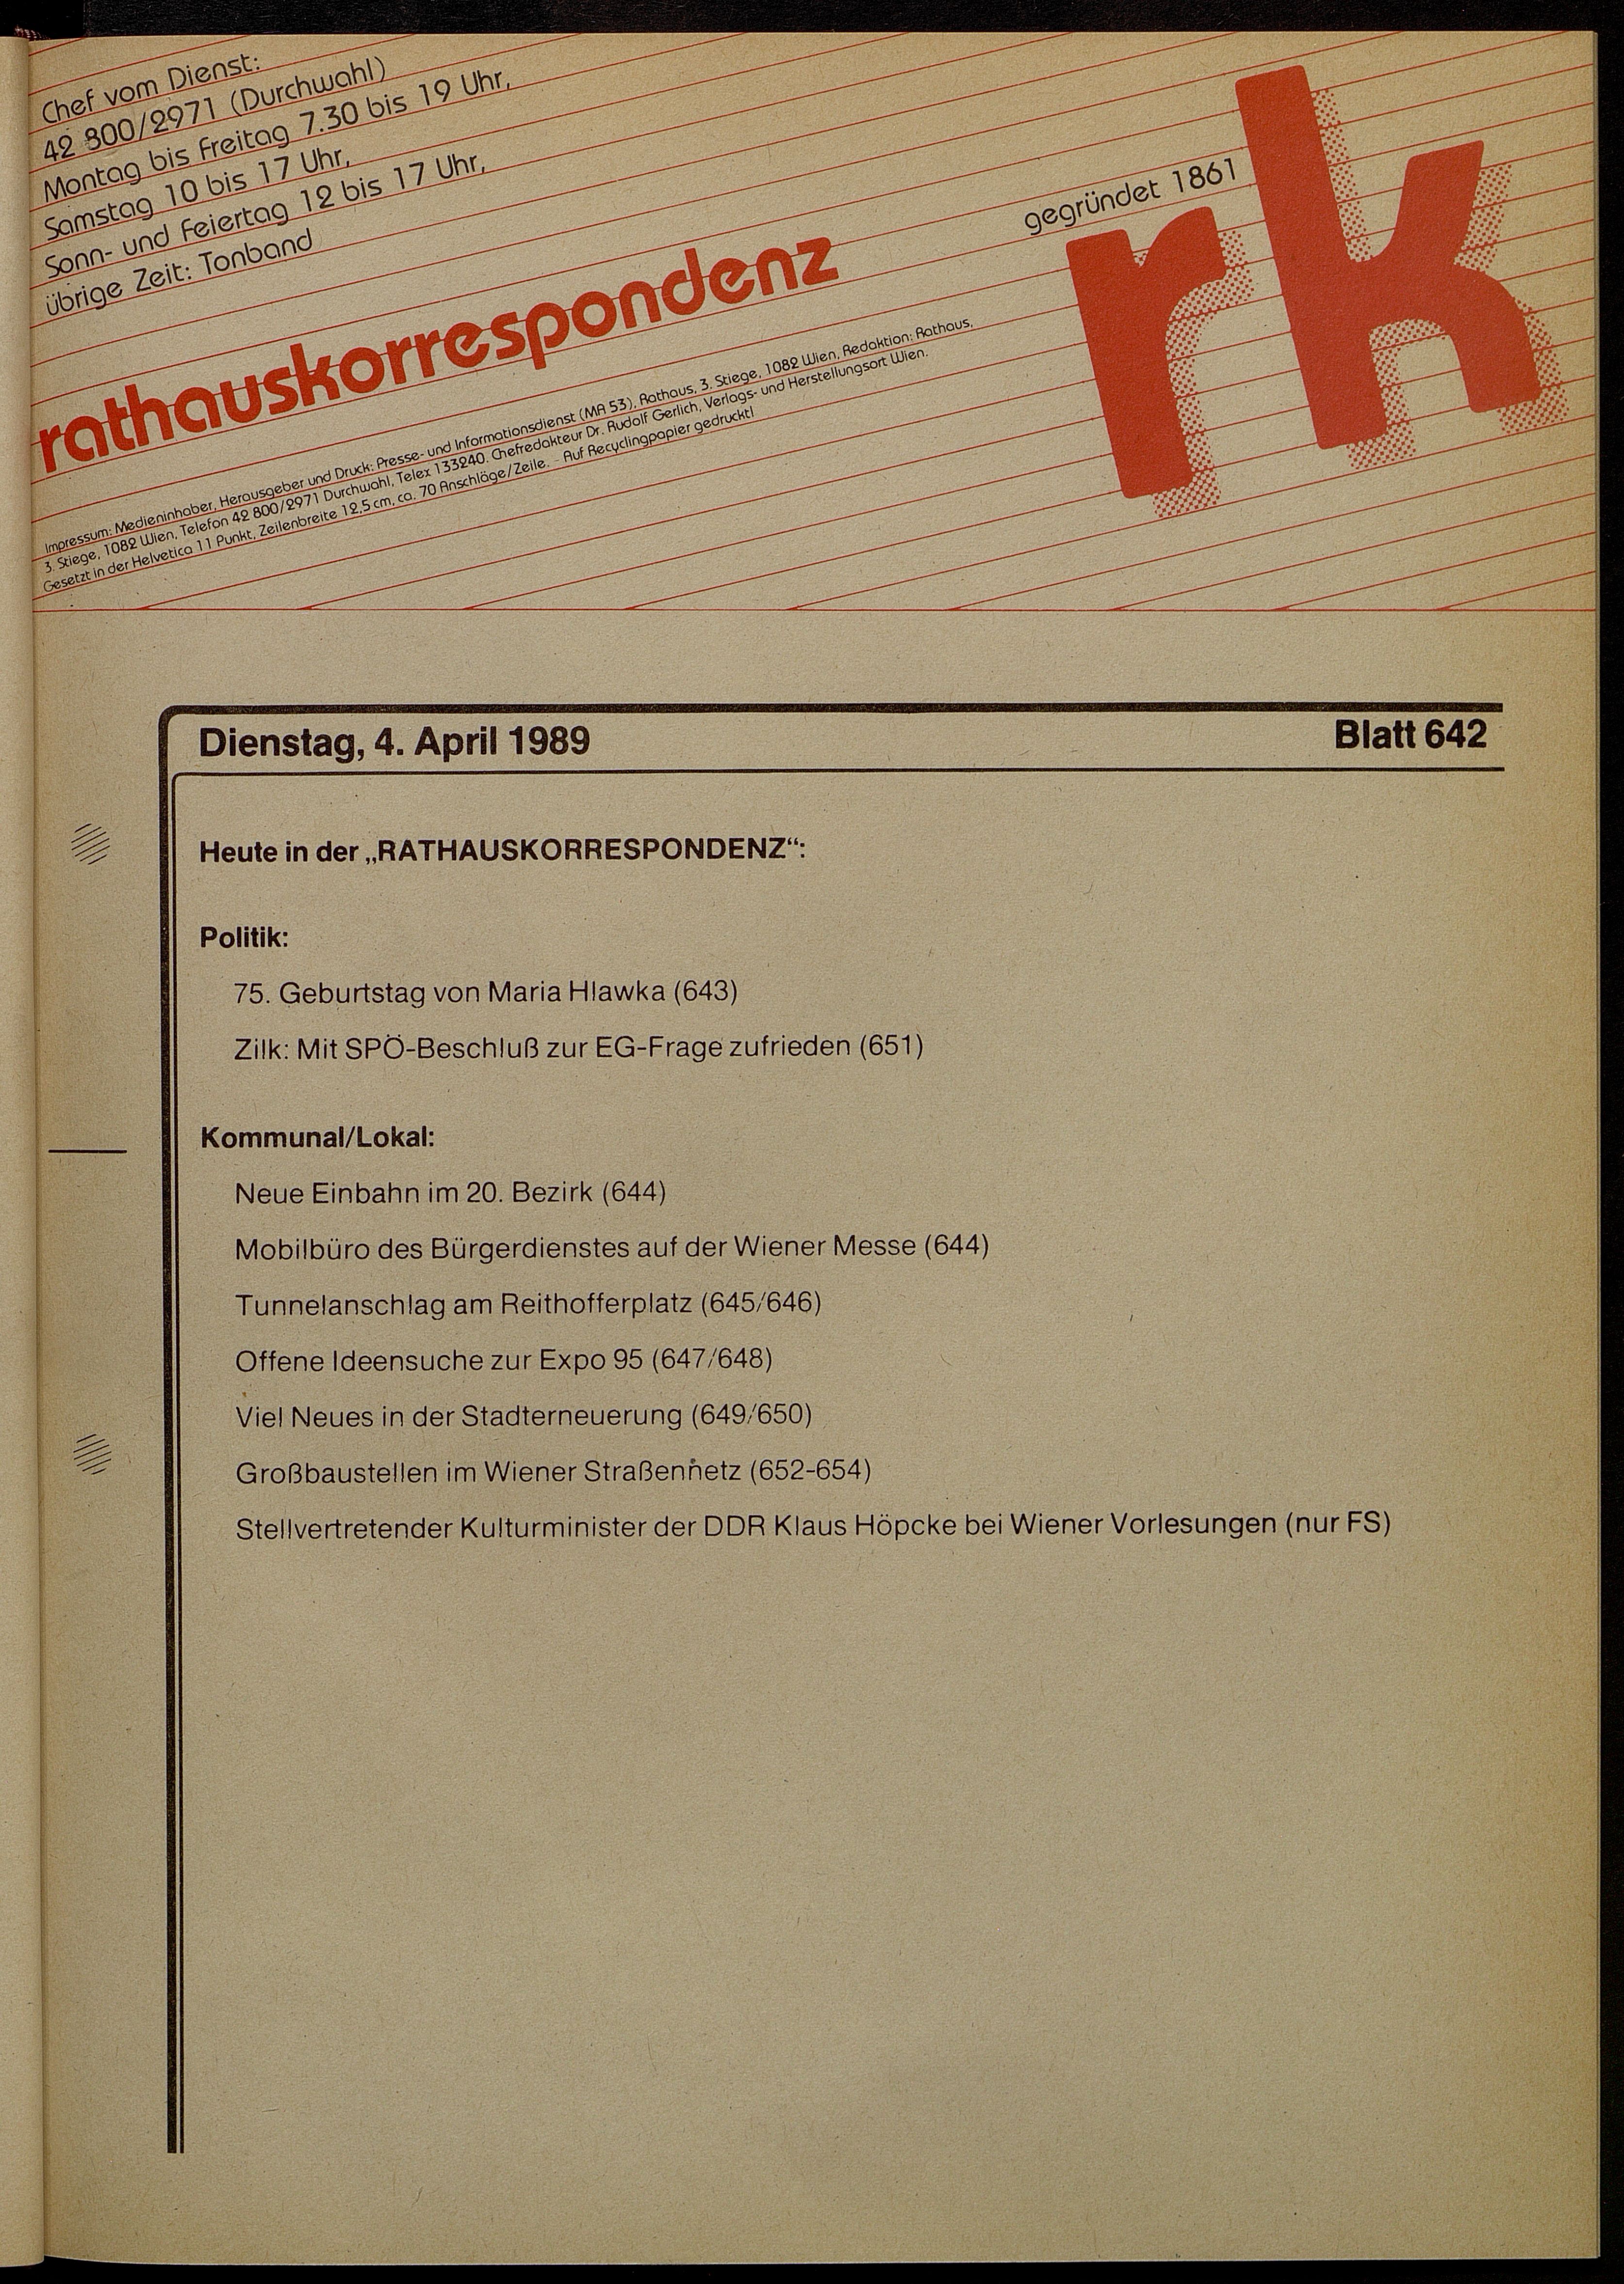 Chef vom Dienst:
42 800/2971 (Durchwahl)
Montag bis Freitag 7.30 bis 19 Uhr,
Samstag 10 bis 17 Uhr,
Sonn- und Feiertag 12 bis 17 Uhr,
übrige Zeit: Tonband
gegründet 1861
rk
rathauskorrespondenz
Impressum: Medieninhaber, Herausgeber und Druck: Presse- und Informationsdienst (MA 53), Rathaus, 3. Stiege, 1082 Wien, Redaktion: Rathaus,
3. Stiege, 1082 Wien, Telefon 42 800/2971 Durchwahl, Telex 133240. Chefredakteur Dr. Rudolf Gerlich, Verlags- und Herstellungsort Wien.
Gesetzt in der Helvetica 11 Punkt, Zeilenbreite 12,5 cm, ca. 70 Anschläge/Zeile. – Auf Recyclingpapier gedruckt!
Dienstag, 4. April 1989 Blatt 642
Heute in der „RATHAUSKORRESPONDENZ“:
Politik:
75. Geburtstag von Maria Hlawka (643)
Zilk: Mit SPÖ-Beschluß zur EG-Frage zufrieden (651)
Kommunal/Lokal:
Neue Einbahn im 20. Bezirk (644)
Mobilbüro des Bürgerdienstes auf der Wiener Messe (644)
Tunnelanschlag am Reithofferplatz (645/646)
Offene Ideensuche zur Expo 95 (647/648)
Viel Neues in der Stadterneuerung (649/650)
Großbaustellen im Wiener Straßennetz (652-654)
Stellvertretender Kulturminister der DDR Klaus Höpcke bei Wiener Vorlesungen (nur FS)